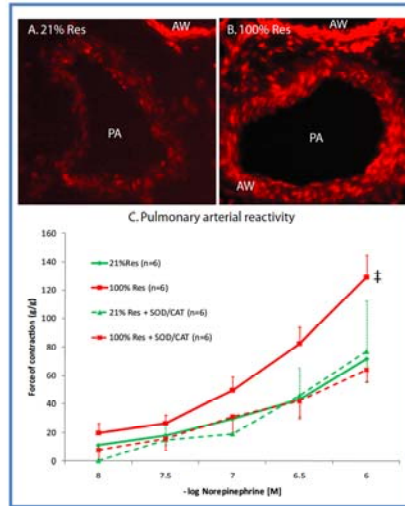 A. 21% Res
AW
B. 100% Res
PA
PA
AW
C. Pulmonary arterial reactivity
Force of contraction (g/g)
160
140
120
100
80
60
40
20
0
21%Res (n=6)
100% Res (n=6)
21% Res + SOD/CAT (n=6)
100% Res + SOD/CAT (n=6)
‡
8
7.5
7
6.5
6
- log Norepinephrine [M]